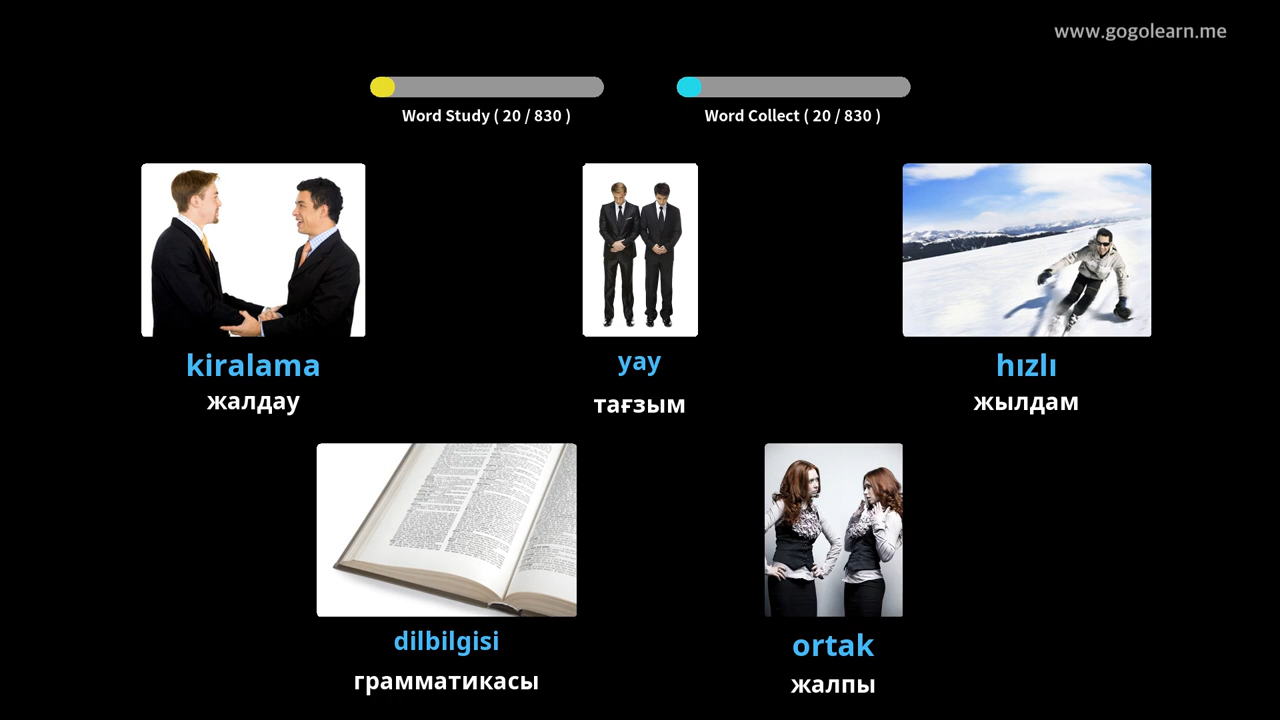 www.gogolearn.me
Word Study ( 20 / 830 )
Word Collect ( 20 / 830 )
kiralama
жалдау
yay
тағзым
hızlı
жылдам
dilbilgisi
грамматикасы
ortak
жалпы